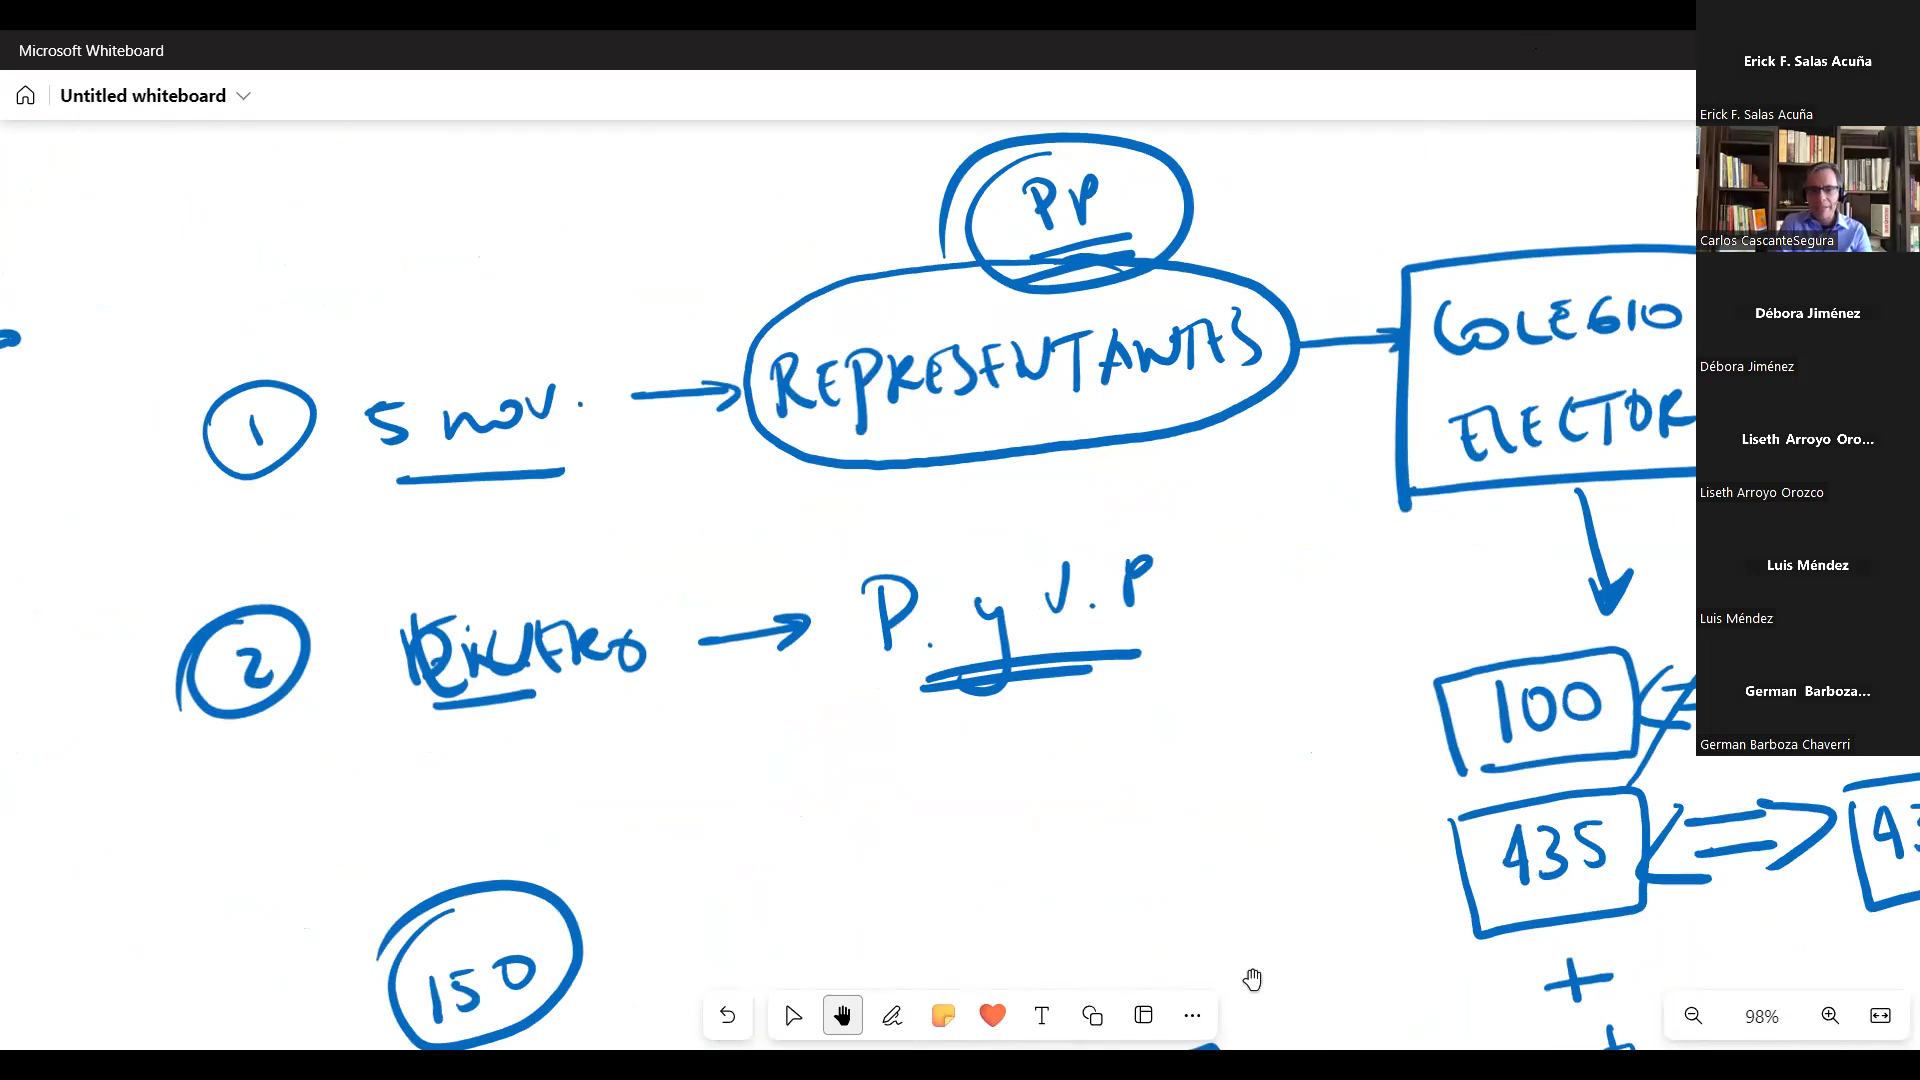 Microsoft Whiteboard
Untitled whiteboard
PP
REPRESENTANTES
COLEGIO
ELECTOR
1 5 nov.
2
P. y V.P
100
435
43
+
150
98%
Erick F. Salas Acuña
Erick F. Salas Acuña
Carlos CascanteSegura
Débora Jiménez
Débora Jiménez
Liseth Arroyo Oro...
Liseth Arroyo Orozco
Luis Méndez
Luis Méndez
German Barboza...
German Barboza Chaverri